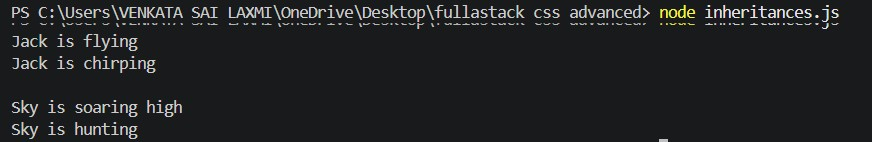 PS C:\Users\VENKATA SAI LAXMI\OneDrive\Desktop\fullastack css advanced> node inheritances.js
Jack is flying
Jack is chirping
Sky is soaring high
Sky is hunting